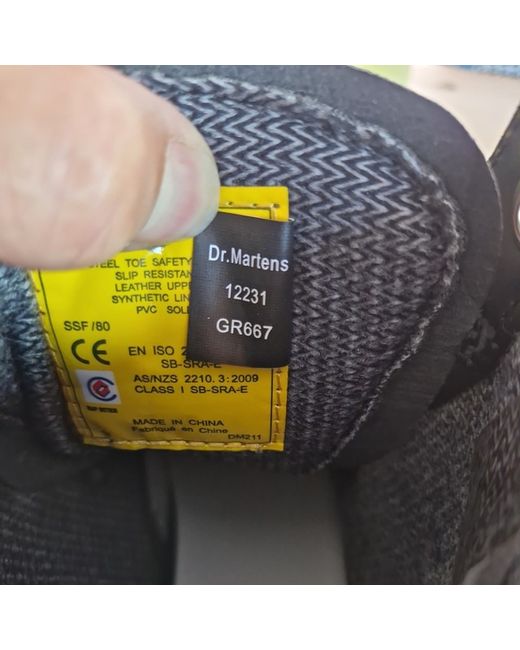 STEEL TOE SAFETY
SLIP RESISTAN
LEATHER UPPE
SYNTHETIC LIN
PVC SOL
SSF/80
CE
EN ISO 2
SB-SRA-E
AS/NZS 2210.3:2009
CLASS I SB-SRA-E
MADE IN CHINA
Fabriqué en Chine
DM211
Dr.Martens
12231
GR667